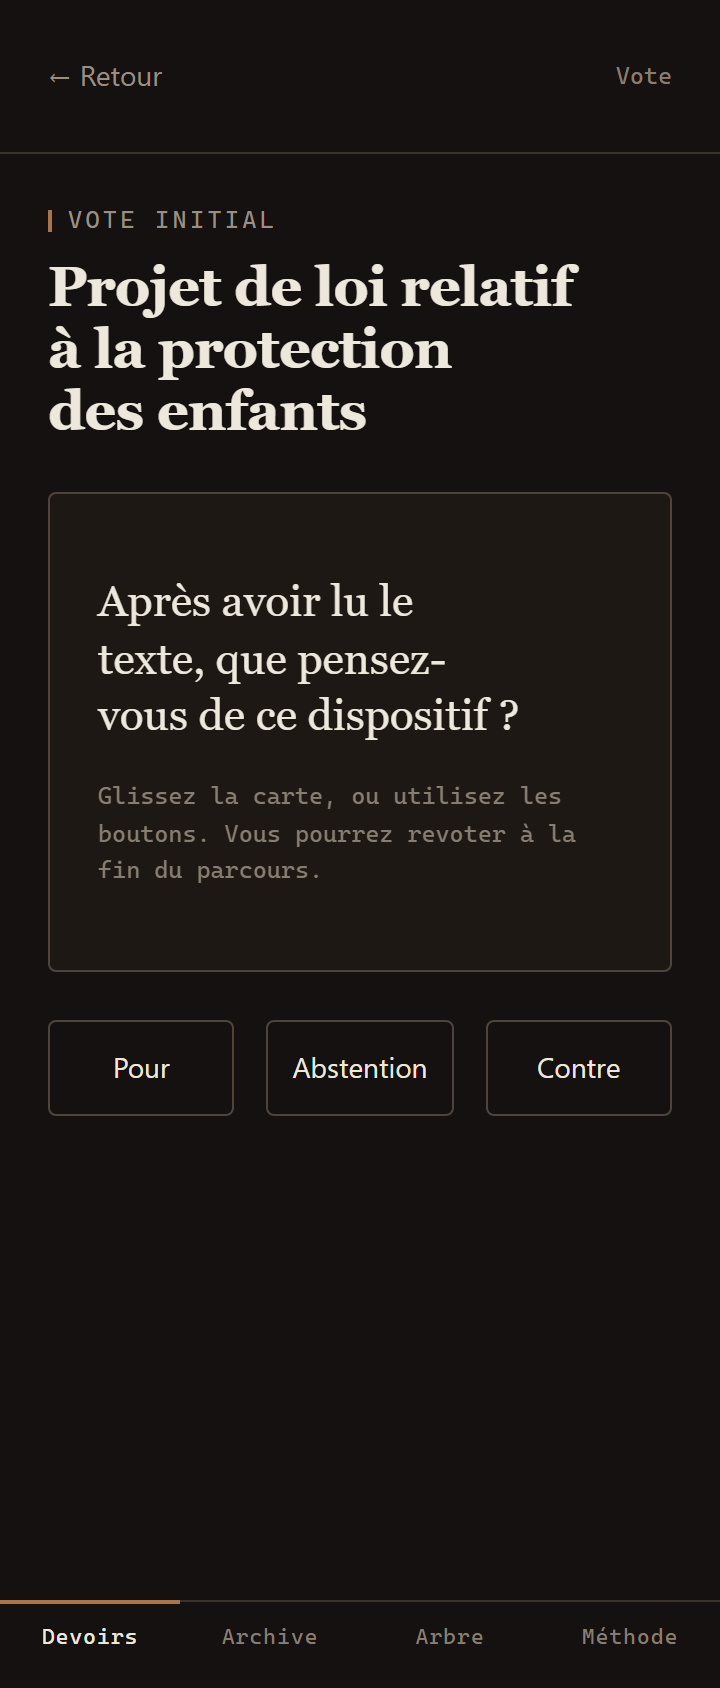 ← Retour
Vote
VOTE INITIAL
Projet de loi relatif
à la protection
des enfants
Après avoir lu le
texte, que pensez-
vous de ce dispositif ?
Glissez la carte, ou utilisez les
boutons. Vous pourrez revoter à la
fin du parcours.
Pour
Abstention
Contre
Devoirs
Archive
Arbre
Méthode